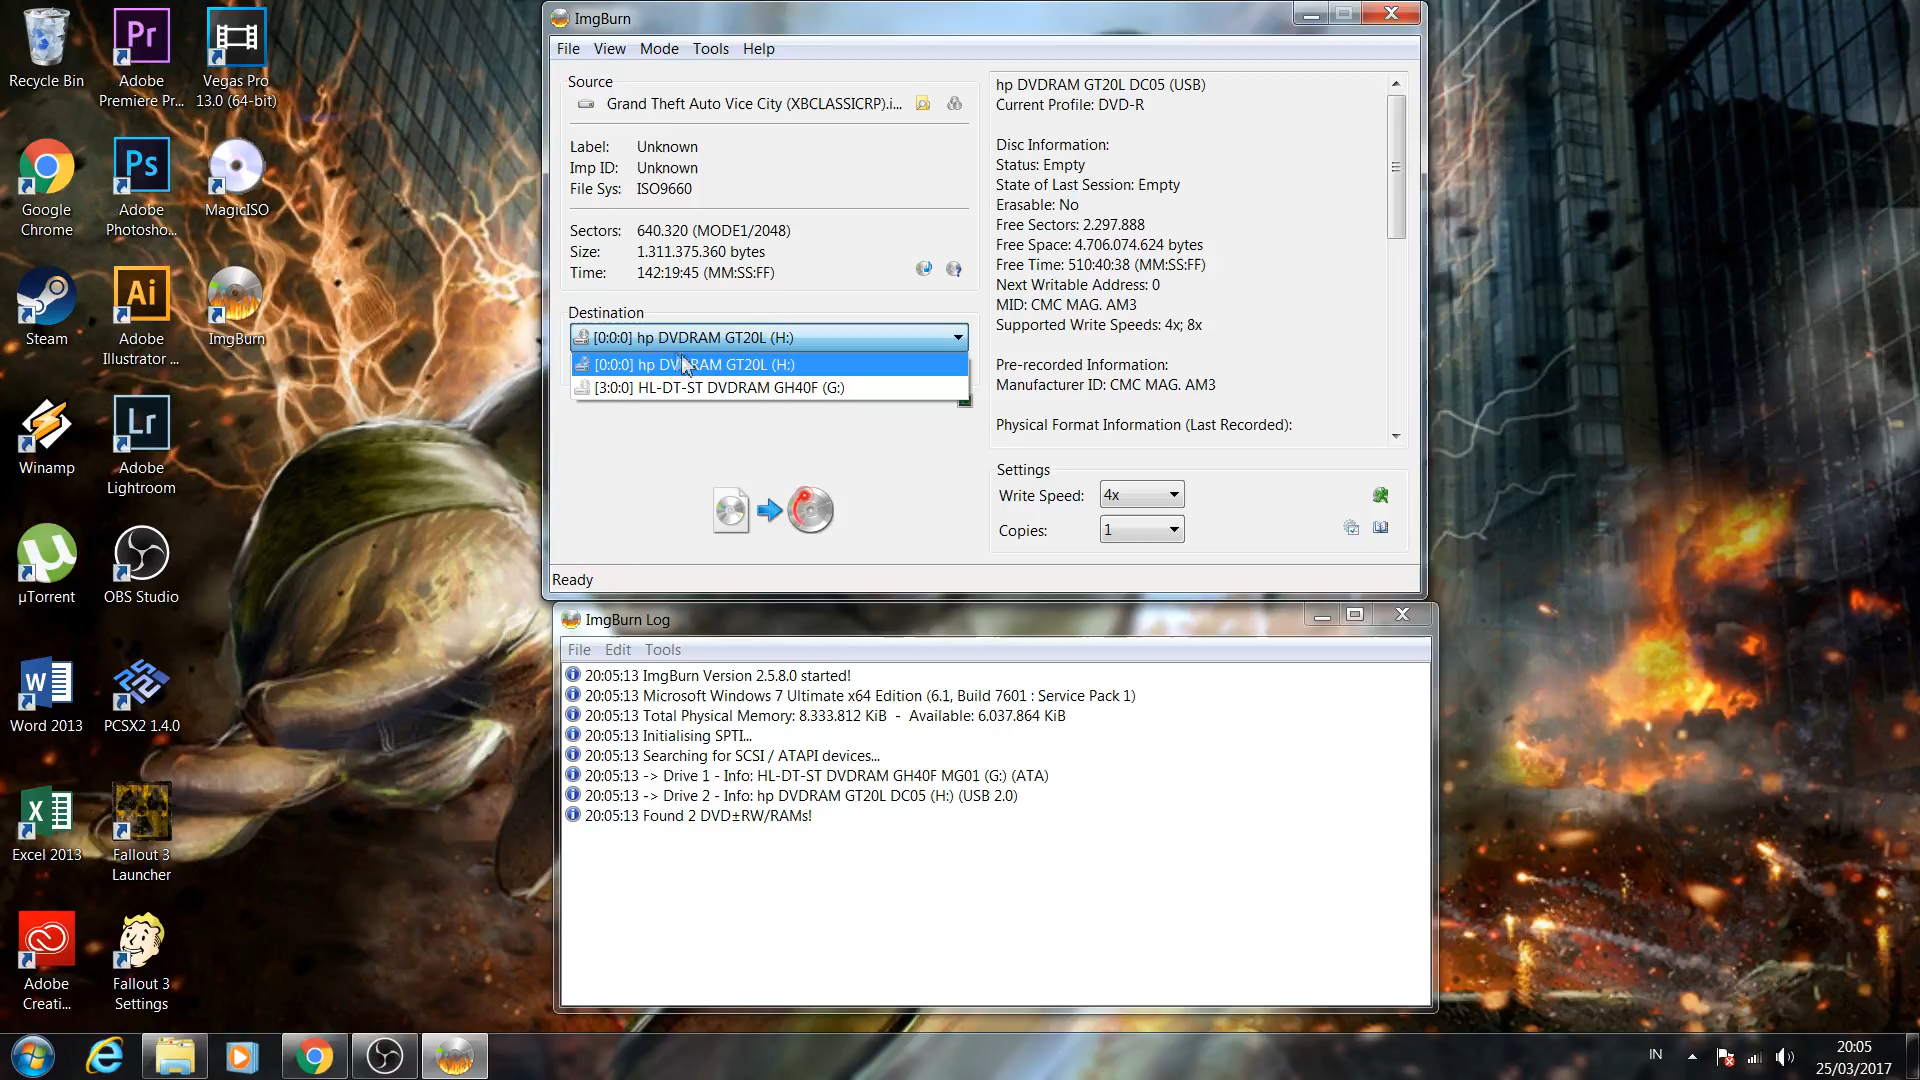 Recycle Bin
Adobe
Premiere Pr...
Vegas Pro
13.0 (64-bit)
Google
Chrome
Adobe
Photosho...
MagicISO
Steam
Adobe
Illustrator ...
ImgBurn
Winamp
Adobe
Lightroom
µTorrent
OBS Studio
Word 2013
PCSX2 1.4.0
Excel 2013
Fallout 3
Launcher
Adobe
Creati...
Fallout 3
Settings
ImgBurn
File View Mode Tools Help
Source
Grand Theft Auto Vice City (XBCLASSICRP).i...
Label: Unknown
Imp ID: Unknown
File Sys: ISO9660
Sectors: 640.320 (MODE1/2048)
Size: 1.311.375.360 bytes
Time: 142:19:45 (MM:SS:FF)
Destination
[0:0:0] hp DVDRAM GT20L (H:)
[0:0:0] hp DVDRAM GT20L (H:)
[3:0:0] HL-DT-ST DVDRAM GH40F (G:)
hp DVDRAM GT20L DC05 (USB)
Current Profile: DVD-R
Disc Information:
Status: Empty
State of Last Session: Empty
Erasable: No
Free Sectors: 2.297.888
Free Space: 4.706.074.624 bytes
Free Time: 510:40:38 (MM:SS:FF)
Next Writable Address: 0
MID: CMC MAG. AM3
Supported Write Speeds: 4x; 8x
Pre-recorded Information:
Manufacturer ID: CMC MAG. AM3
Physical Format Information (Last Recorded):
Settings
Write Speed: 4x
Copies: 1
Ready
ImgBurn Log
File Edit Tools
20:05:13 ImgBurn Version 2.5.8.0 started!
20:05:13 Microsoft Windows 7 Ultimate x64 Edition (6.1, Build 7601 : Service Pack 1)
20:05:13 Total Physical Memory: 8.333.812 KiB - Available: 6.037.864 KiB
20:05:13 Initialising SPTI...
20:05:13 Searching for SCSI / ATAPI devices...
20:05:13 -> Drive 1 - Info: HL-DT-ST DVDRAM GH40F MG01 (G:) (ATA)
20:05:13 -> Drive 2 - Info: hp DVDRAM GT20L DC05 (H:) (USB 2.0)
20:05:13 Found 2 DVD±RW/RAMs!
IN
20:05
25/03/2017